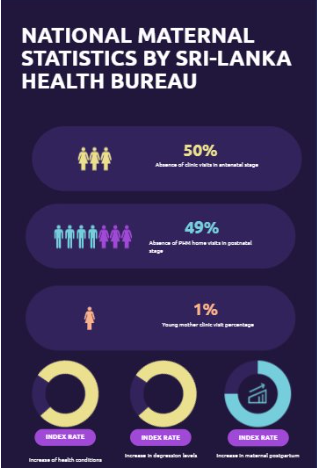 NATIONAL MATERNAL
STATISTICS BY SRI-LANKA
HEALTH BUREAU
50%
Absence of clinic visits in antenatal stage
49%
Absence of PHM home visits in postnatal
stage
1%
Young mother clinic visit percentage
INDEX RATE
INDEX RATE
INDEX RATE
Increase of health conditions
Increase in depression levels
Increase in maternal postpartum